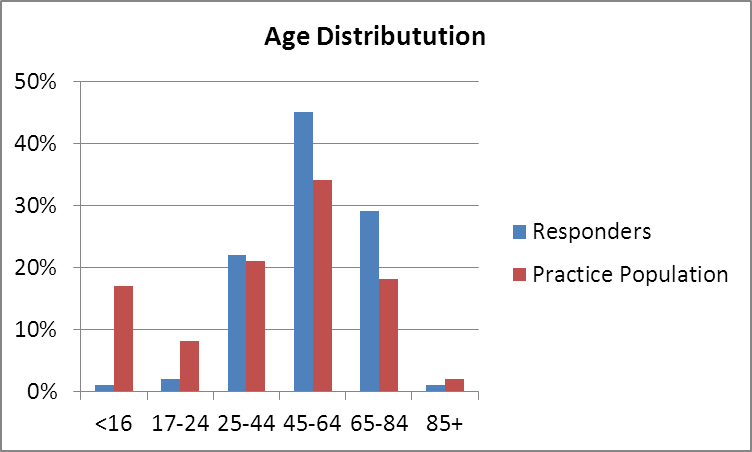 Age Distributution
50%
40%
30%
20%
10%
0%
<16 17-24 25-44 45-64 65-84 85+
Responders
Practice Population